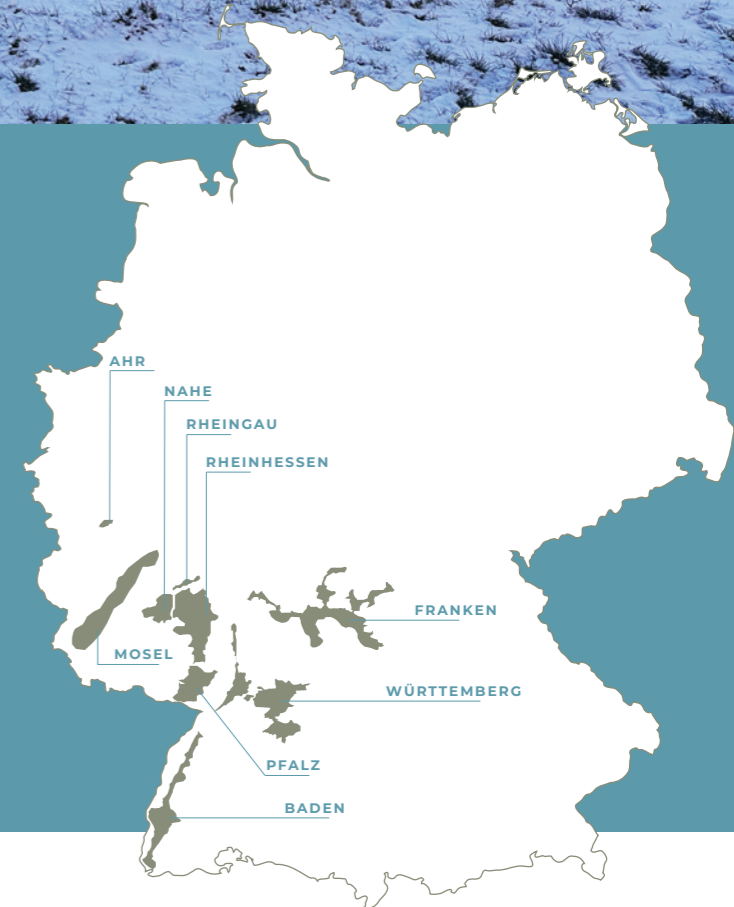 AHR
NAHE
RHEINGAU
RHEINHESSEN
FRANKEN
MOSEL
WÜRTTEMBERG
PFALZ
BADEN